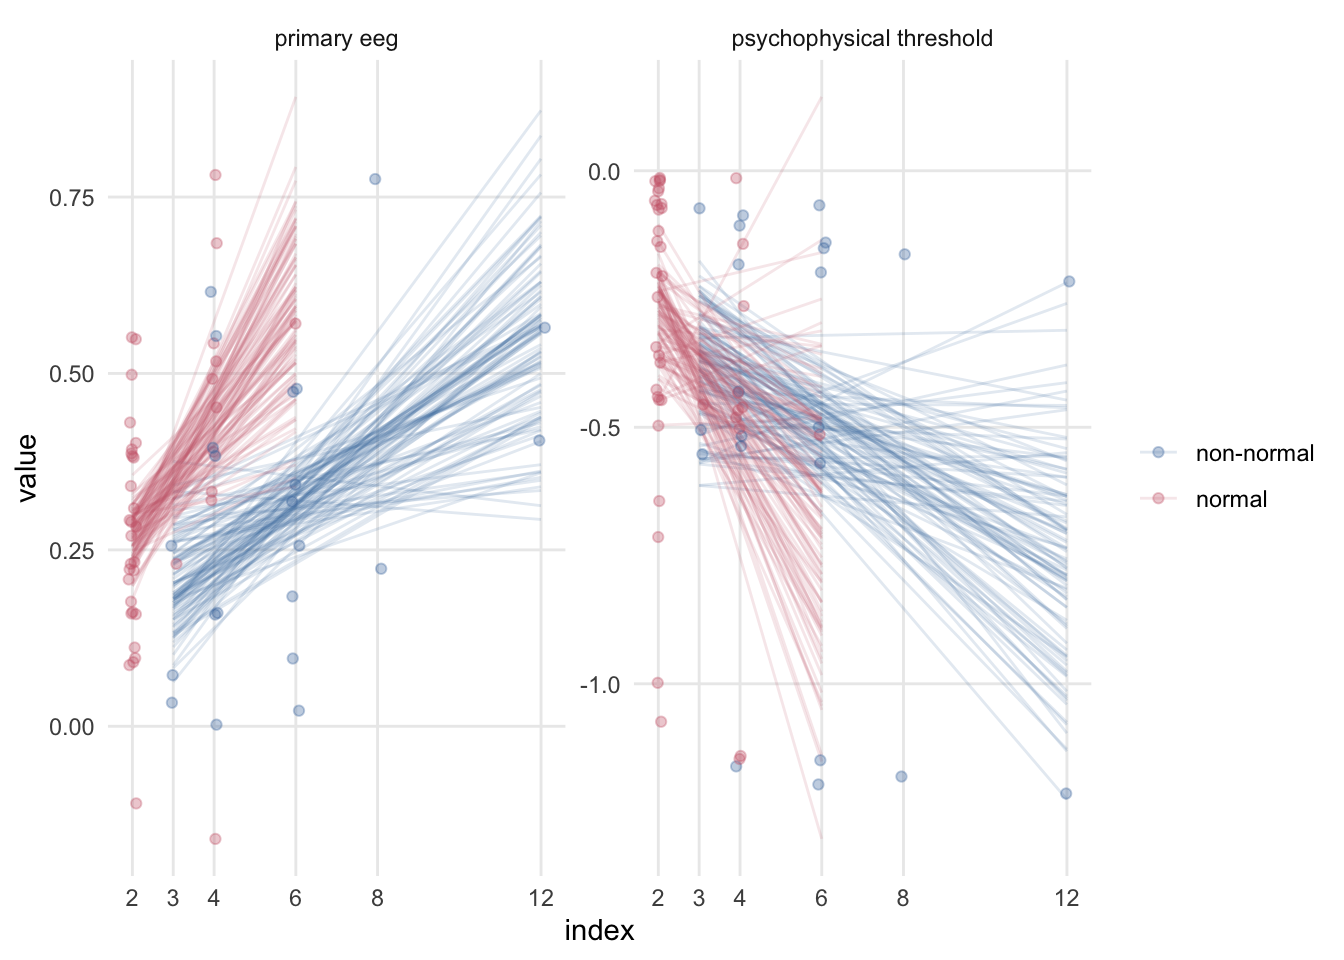 primary eeg
psychophysical threshold
0.75
0.50
0.25
0.00
0.0
-0.5
-1.0
value
2 3 4 6 8 12
2 3 4 6 8 12
index
non-normal
normal